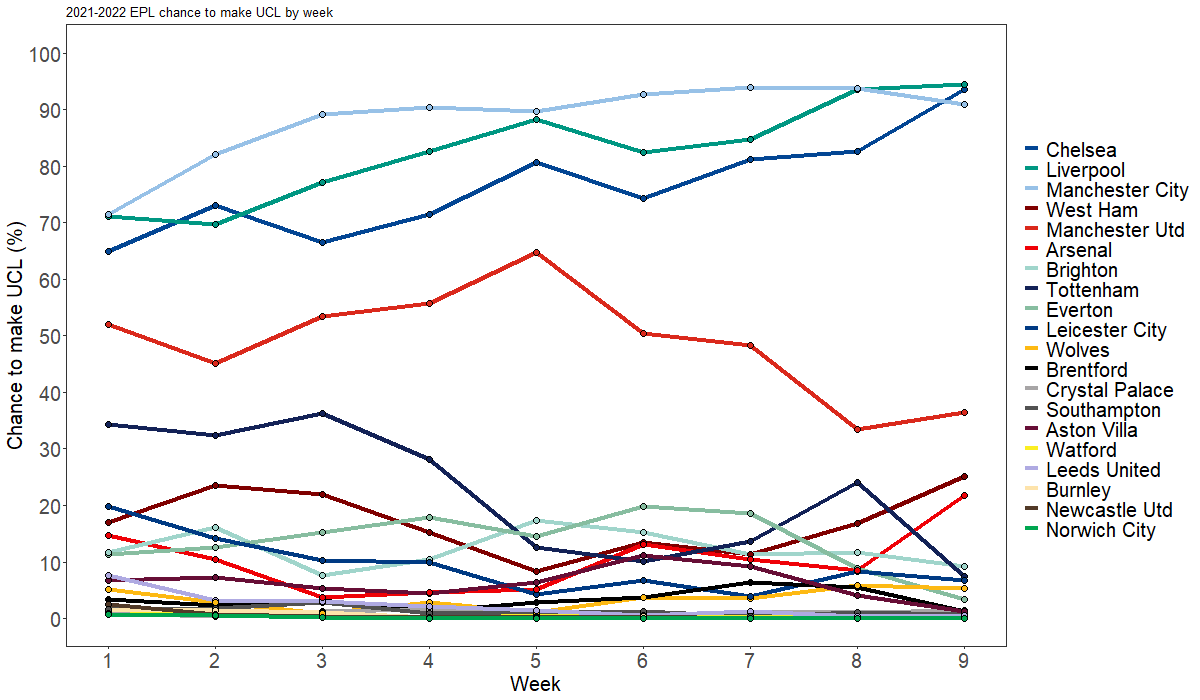 2021-2022 EPL chance to make UCL by week
Chance to make UCL (%)
100
90
80
70
60
50
40
30
20
10
0
1 2 3 4 5 6 7 8 9
Week
Chelsea
Liverpool
Manchester City
West Ham
Manchester Utd
Arsenal
Brighton
Tottenham
Everton
Leicester City
Wolves
Brentford
Crystal Palace
Southampton
Aston Villa
Watford
Leeds United
Burnley
Newcastle Utd
Norwich City